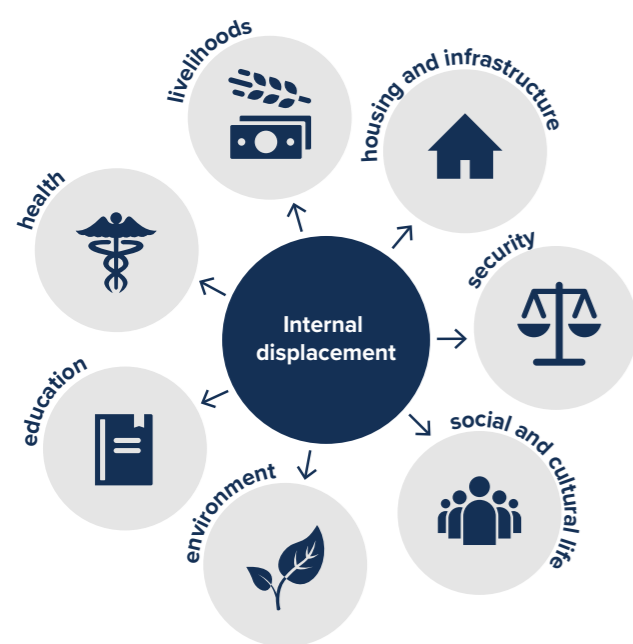 livelihoods
housing and infrastructure
health
security
Internal
displacement
education
social and cultural life
environment